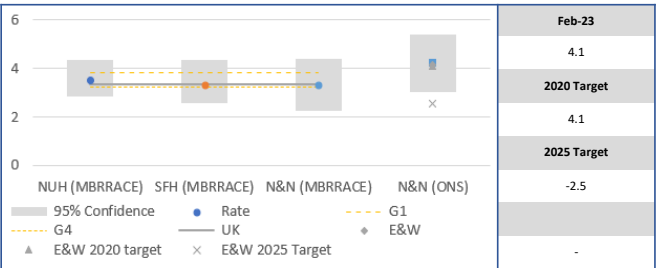 6
4
2
0
NUH (MBRRACE) SFH (MBRRACE) N&N (MBRRACE) N&N (ONS)
95% Confidence Rate G1
G4 UK E&W
E&W 2020 target E&W 2025 Target
Feb-23
4.1
2020 Target
4.1
2025 Target
-2.5
-